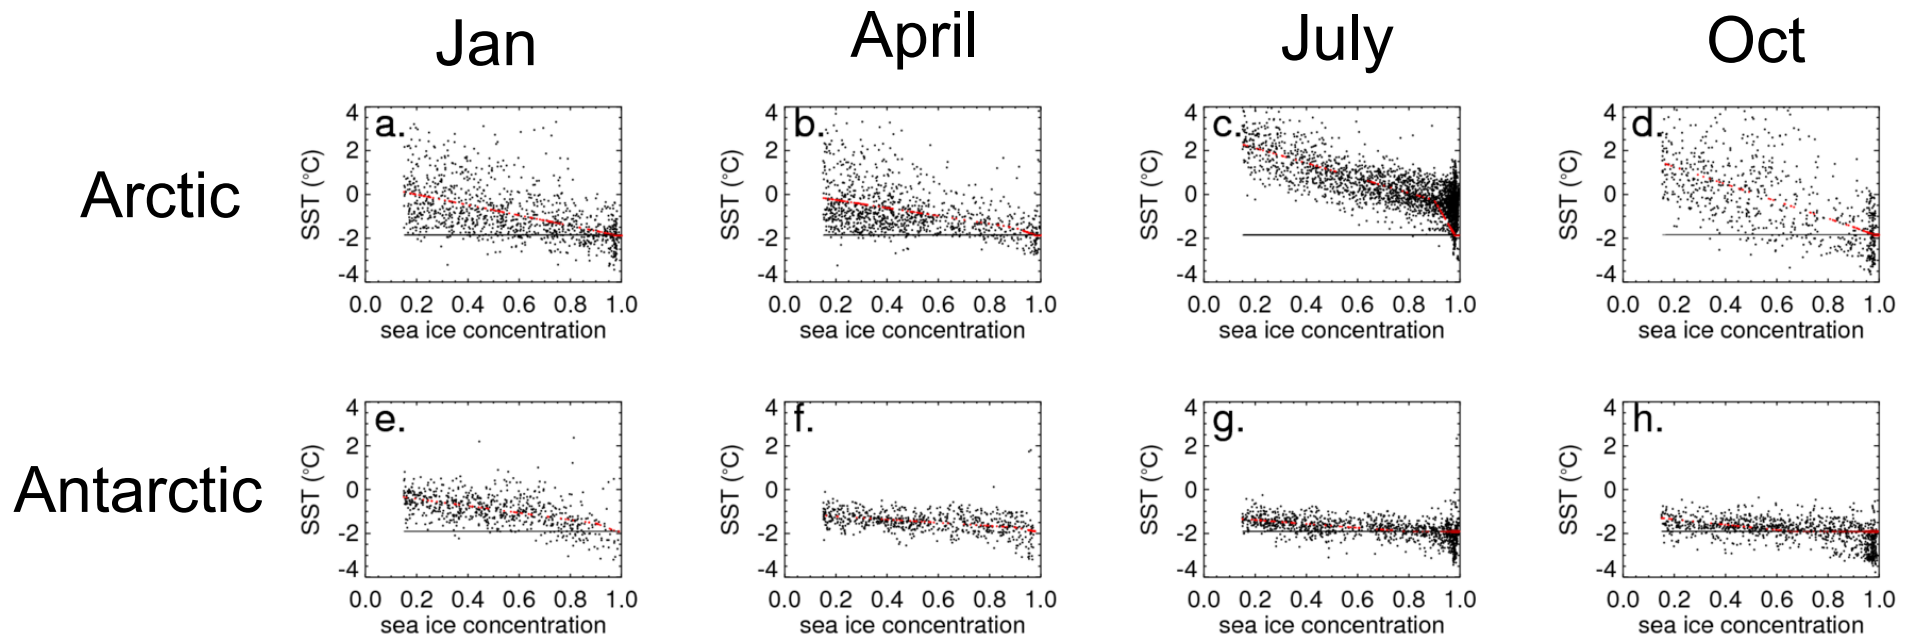 Jan April July Oct
Arctic
a. b. c. d.
4 4 4 4
2 2 2 2
0 0 0 0
-2 -2 -2 -2
-4 -4 -4 -4
SST (°C) SST (°C) SST (°C) SST (°C)
0.0 0.2 0.4 0.6 0.8 1.0 0.0 0.2 0.4 0.6 0.8 1.0 0.0 0.2 0.4 0.6 0.8 1.0 0.0 0.2 0.4 0.6 0.8 1.0
sea ice concentration sea ice concentration sea ice concentration sea ice concentration
Antarctic
e. f. g. h.
4 4 4 4
2 2 2 2
0 0 0 0
-2 -2 -2 -2
-4 -4 -4 -4
SST (°C) SST (°C) SST (°C) SST (°C)
0.0 0.2 0.4 0.6 0.8 1.0 0.0 0.2 0.4 0.6 0.8 1.0 0.0 0.2 0.4 0.6 0.8 1.0 0.0 0.2 0.4 0.6 0.8 1.0
sea ice concentration sea ice concentration sea ice concentration sea ice concentration